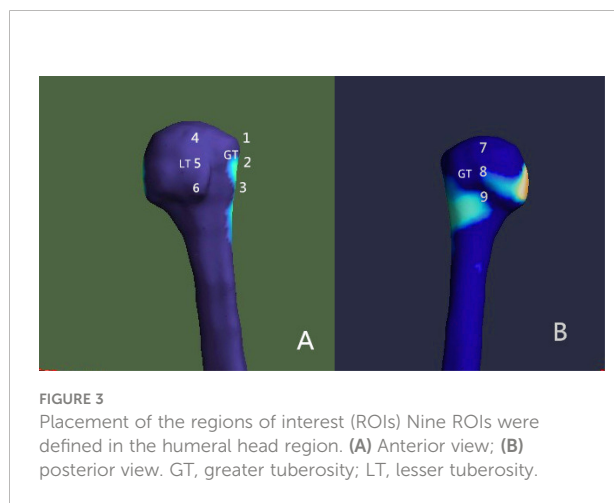 4 1
GT
LT 5 2
6 3
A
7
GT 8
9
B
FIGURE 3
Placement of the regions of interest (ROIs) Nine ROIs were
defined in the humeral head region. (A) Anterior view; (B)
posterior view. GT, greater tuberosity; LT, lesser tuberosity.